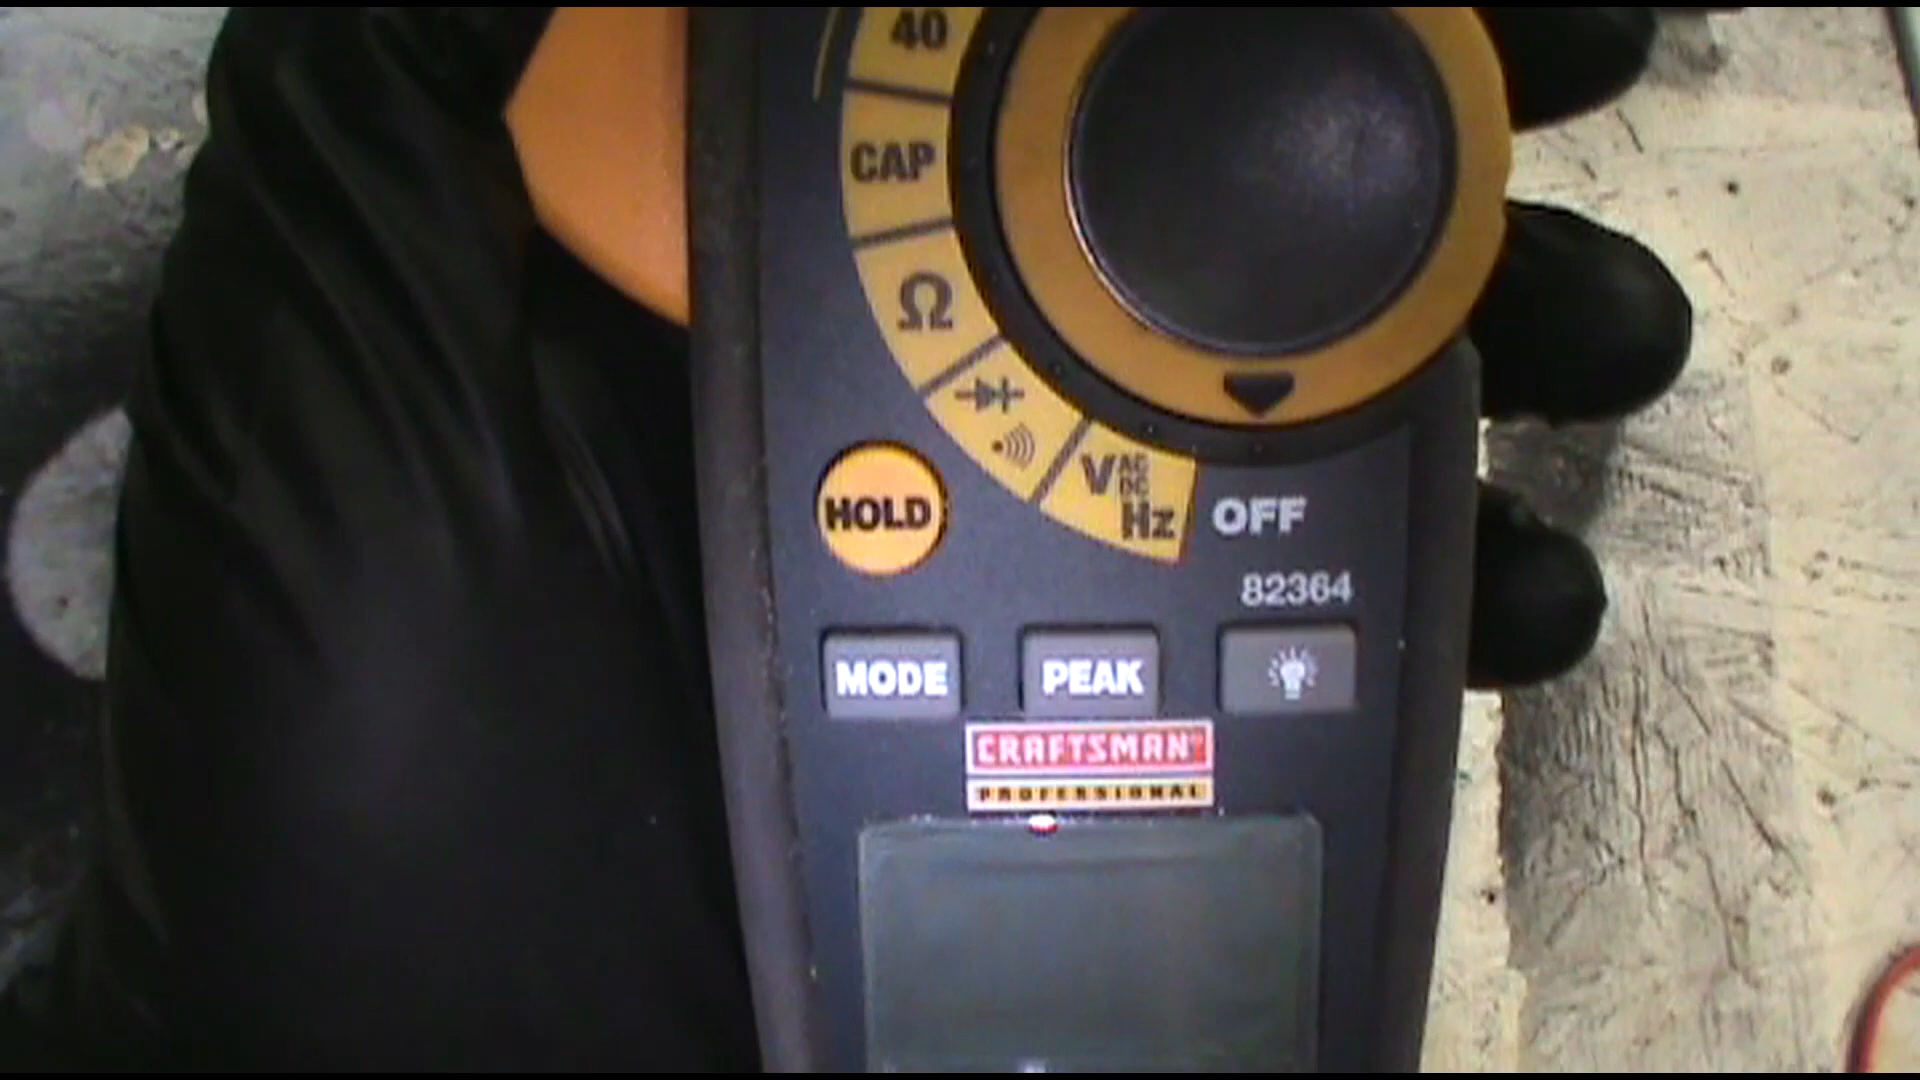 40
CAP
Ω
V AC DC
Hz
OFF
HOLD
82364
MODE
PEAK
CRAFTSMAN®
PROFESSIONAL